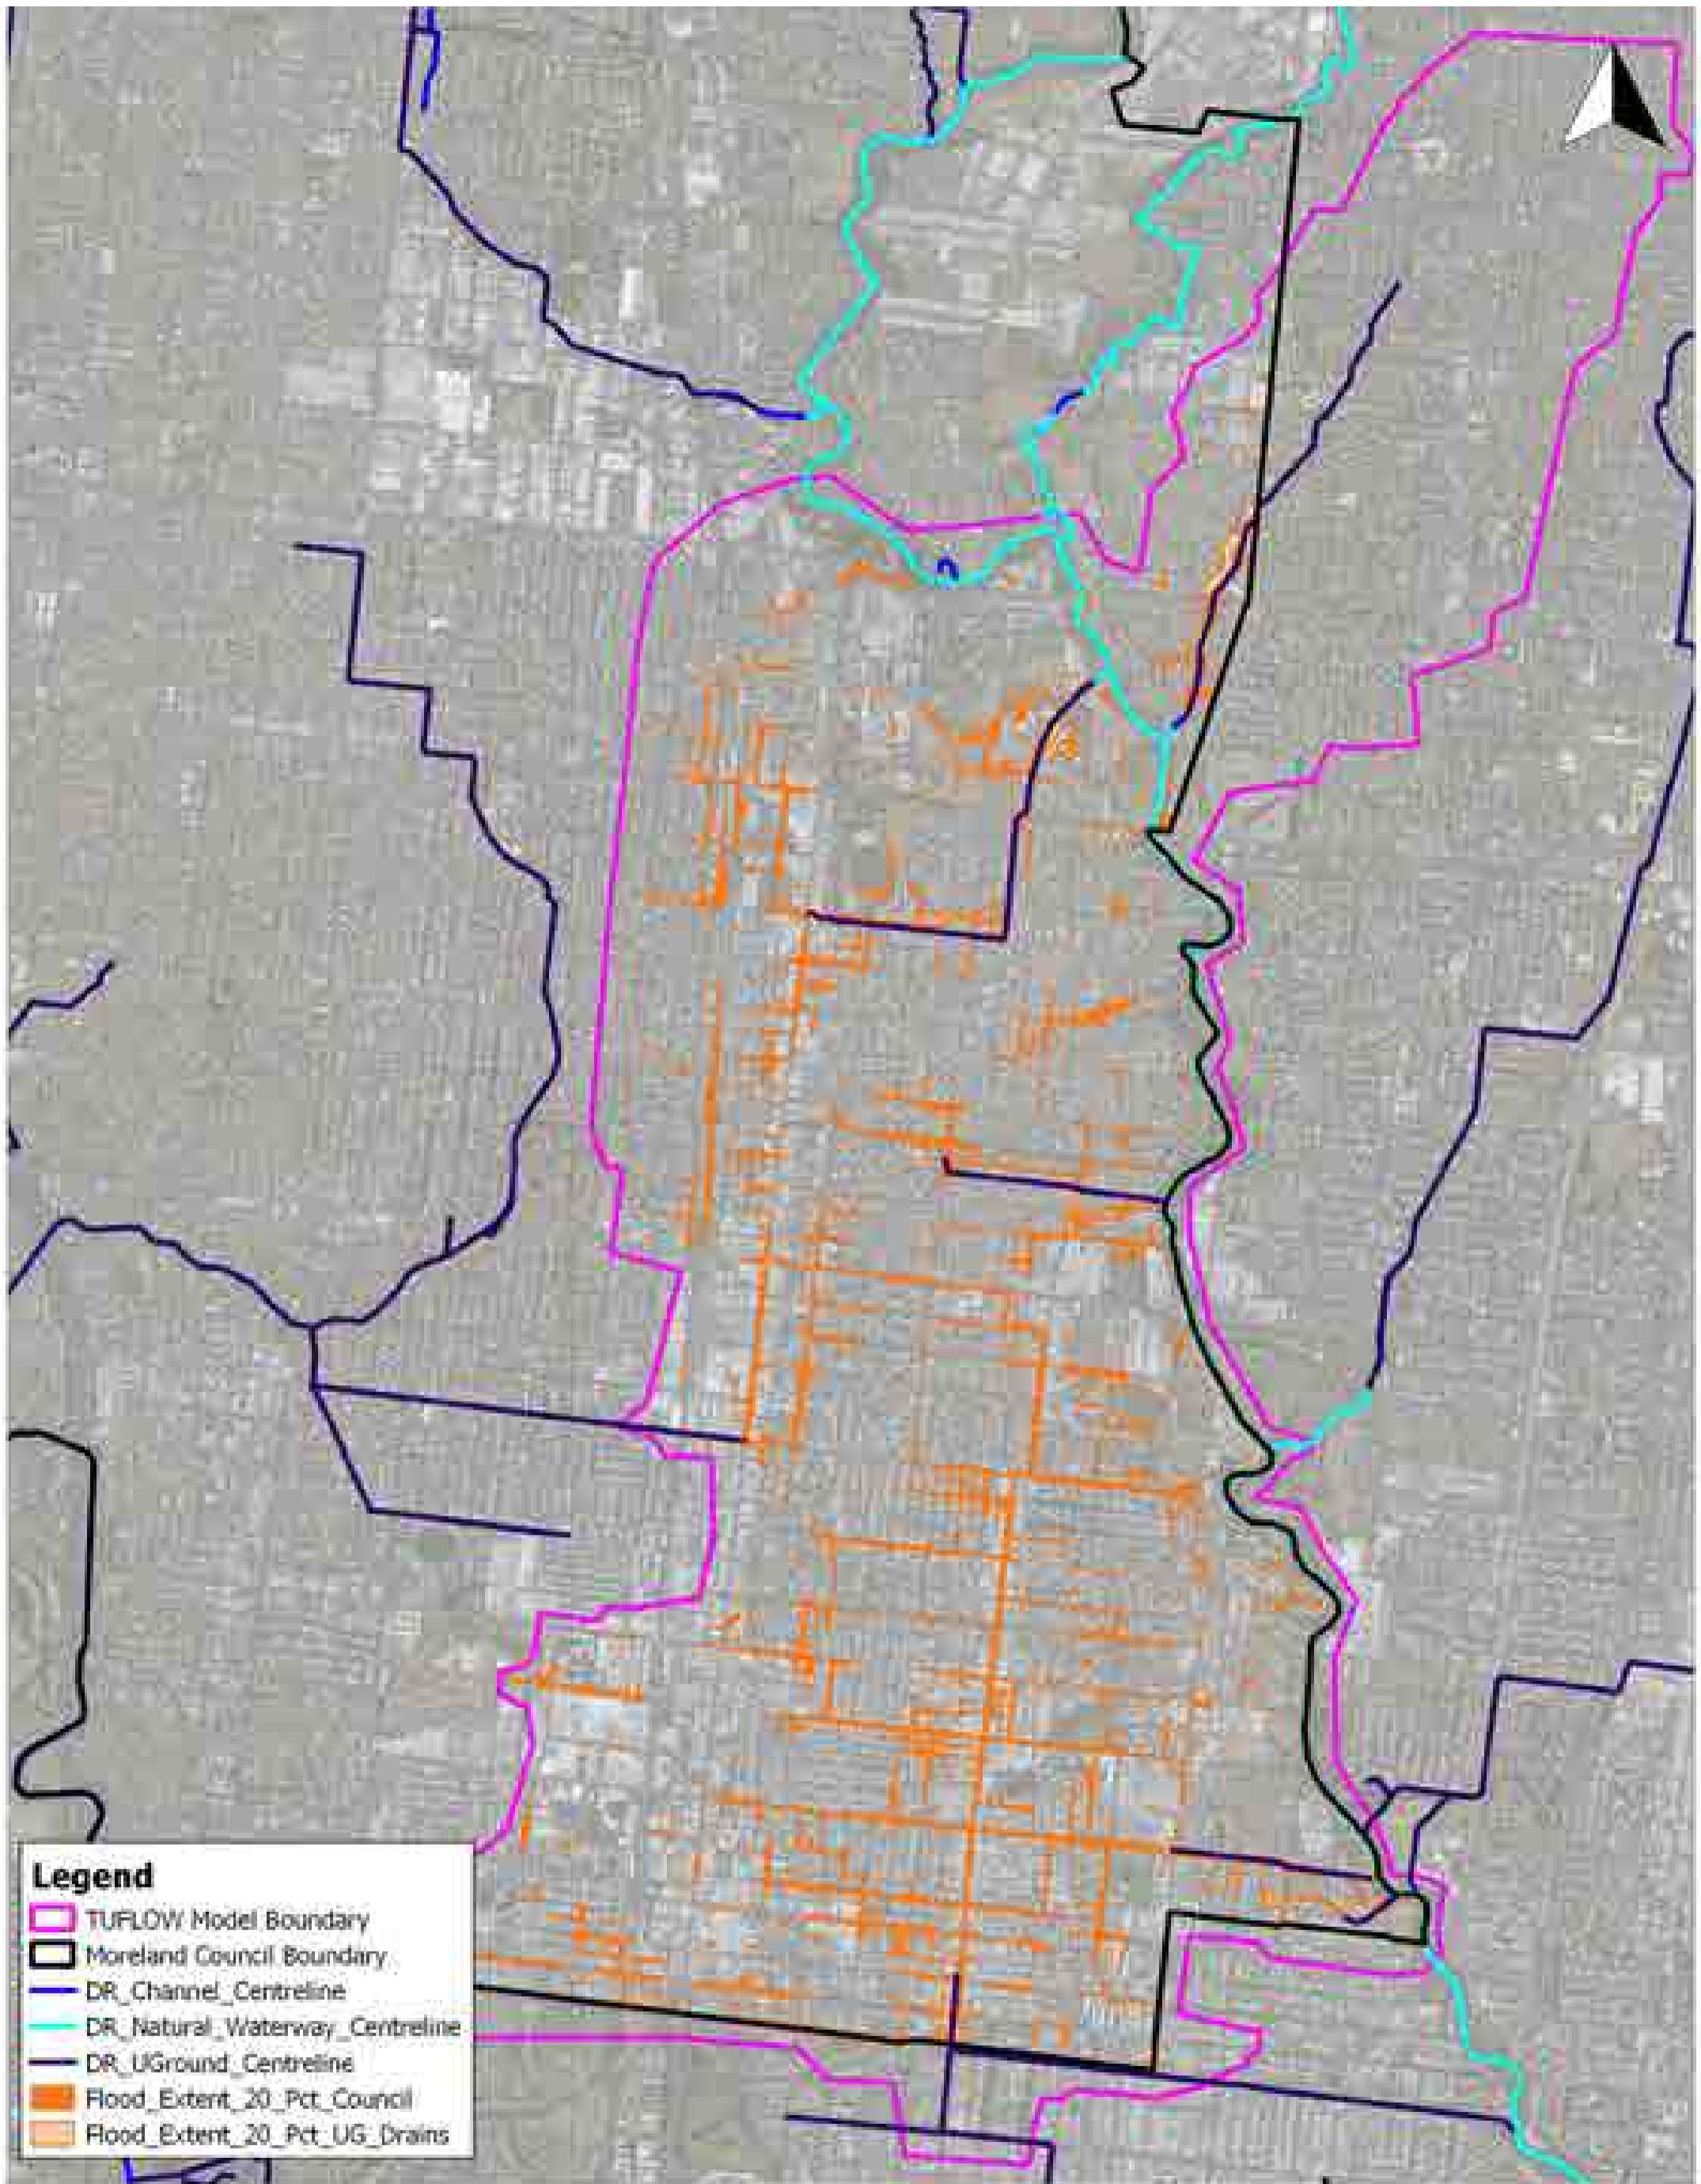 Legend
TUFLOW Model Boundary
Moreland Council Boundary
DR_Channel_Centreline
DR_Natural_Waterway_Centreline
DR_UGround_Centreline
Flood_Extent_20_Pct_Council
Flood_Extent_20_Pct_UG_Drains